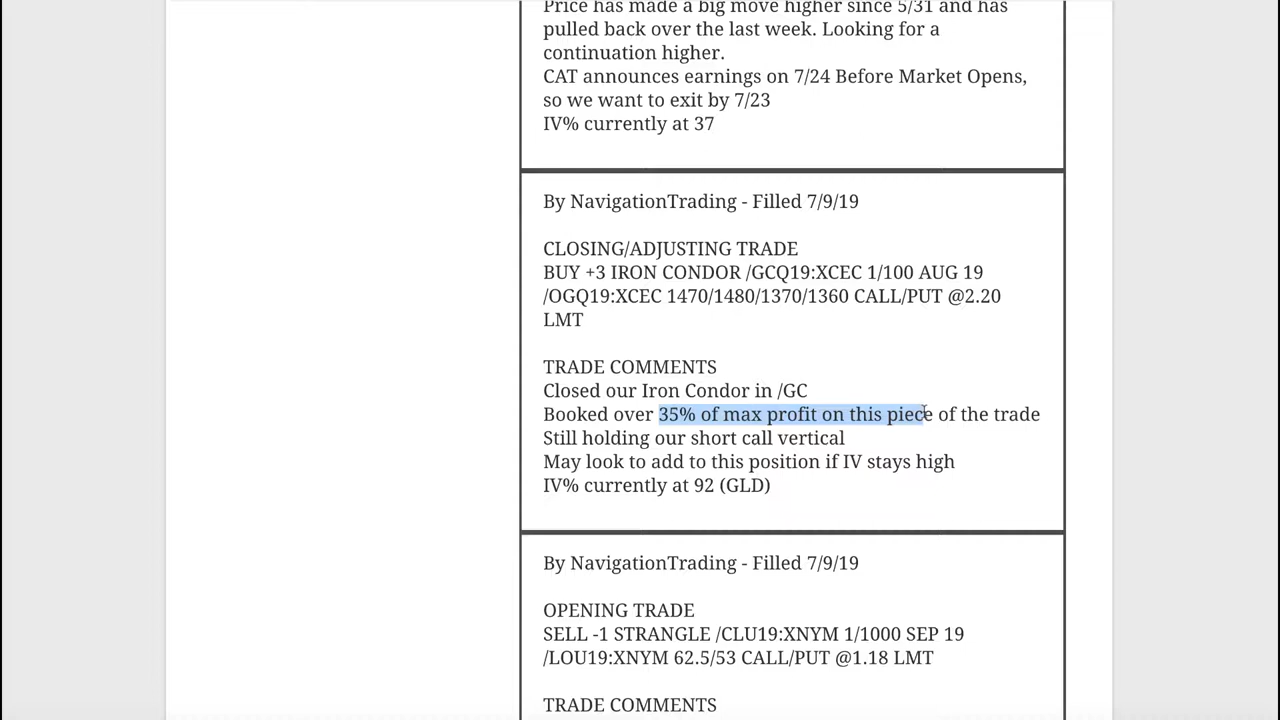 Price has made a big move higher since 5/31 and has
pulled back over the last week. Looking for a
continuation higher.
CAT announces earnings on 7/24 Before Market Opens,
so we want to exit by 7/23
IV% currently at 37
By NavigationTrading - Filled 7/9/19
CLOSING/ADJUSTING TRADE
BUY +3 IRON CONDOR /GCQ19:XCEC 1/100 AUG 19
/OGQ19:XCEC 1470/1480/1370/1360 CALL/PUT @2.20
LMT
TRADE COMMENTS
Closed our Iron Condor in /GC
Booked over 35% of max profit on this piece of the trade
Still holding our short call vertical
May look to add to this position if IV stays high
IV% currently at 92 (GLD)
By NavigationTrading - Filled 7/9/19
OPENING TRADE
SELL -1 STRANGLE /CLU19:XNYM 1/1000 SEP 19
/LOU19:XNYM 62.5/53 CALL/PUT @1.18 LMT
TRADE COMMENTS